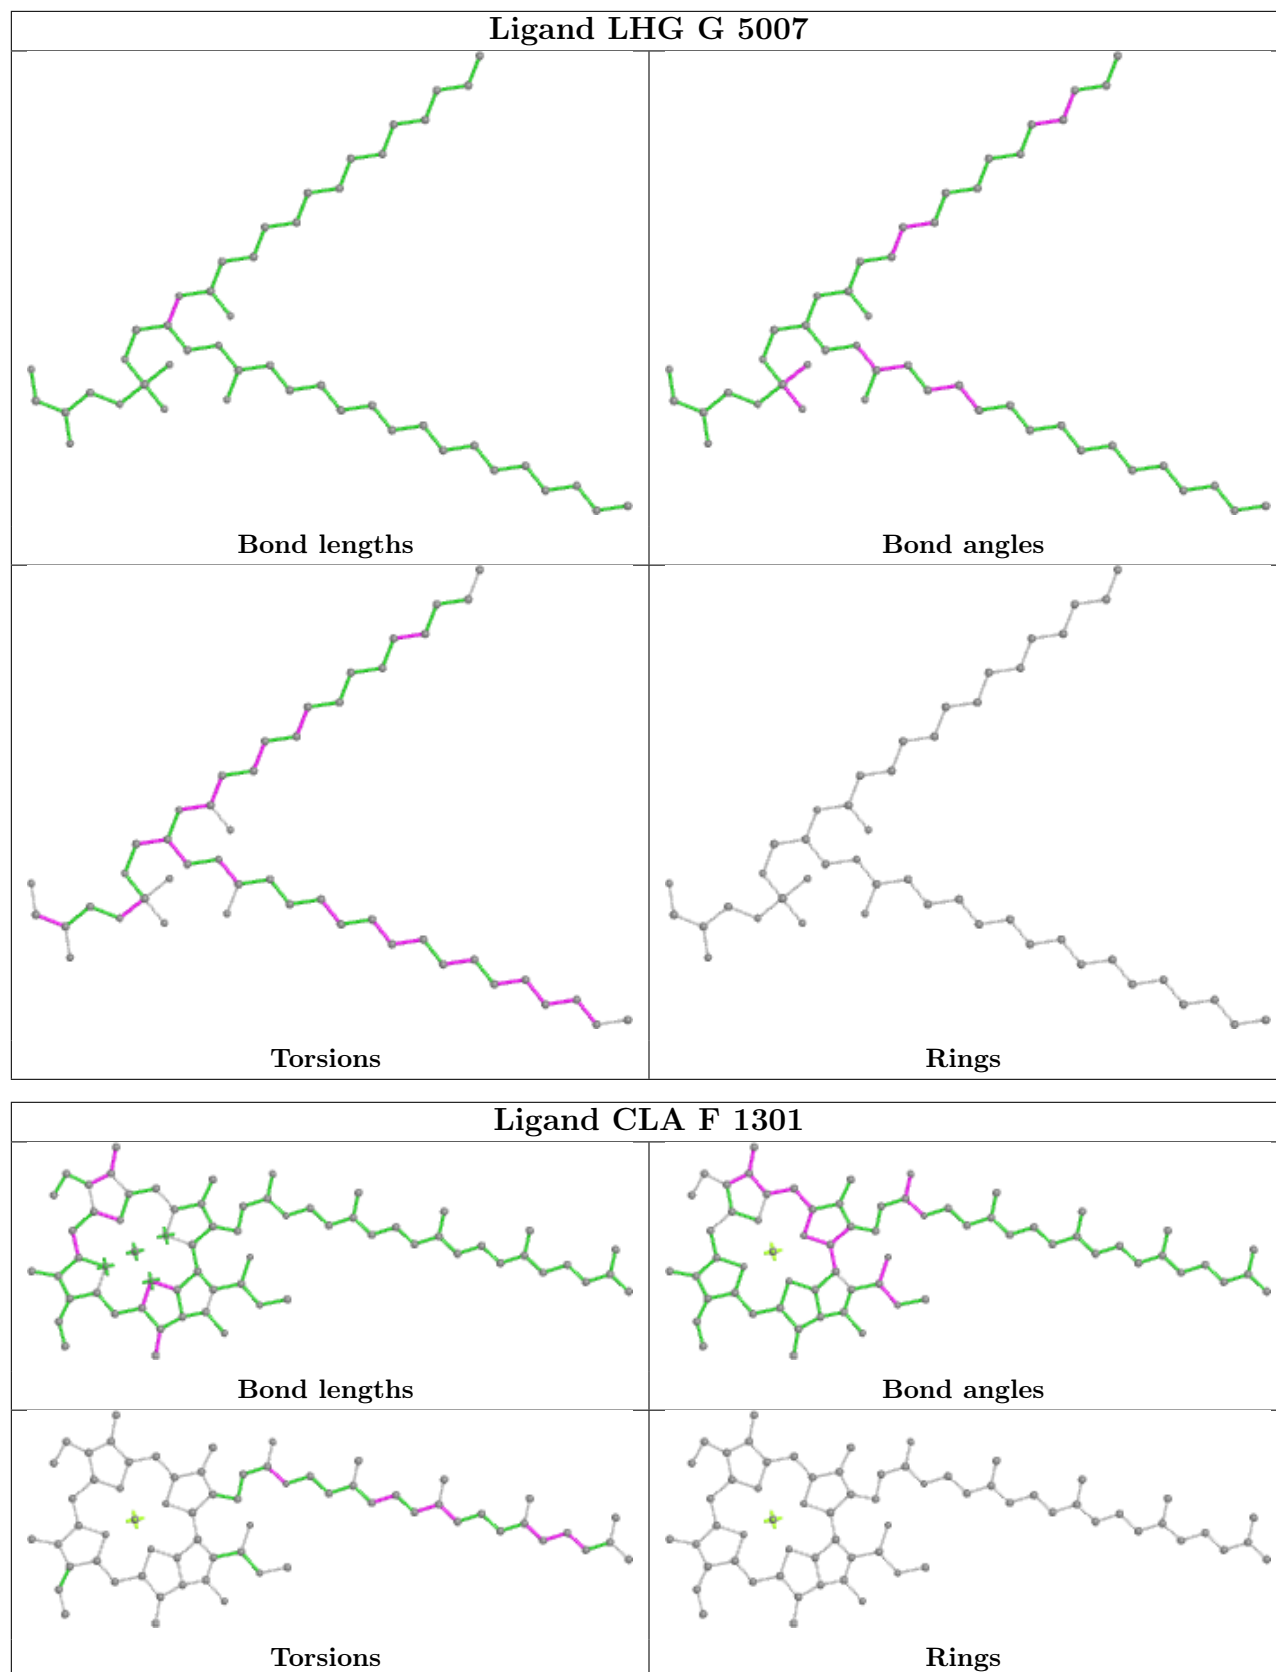 Ligand LHG G 5007
Bond lengths
Bond angles
Torsions
Rings
Ligand CLA F 1301
Bond lengths
Bond angles
Torsions
Rings